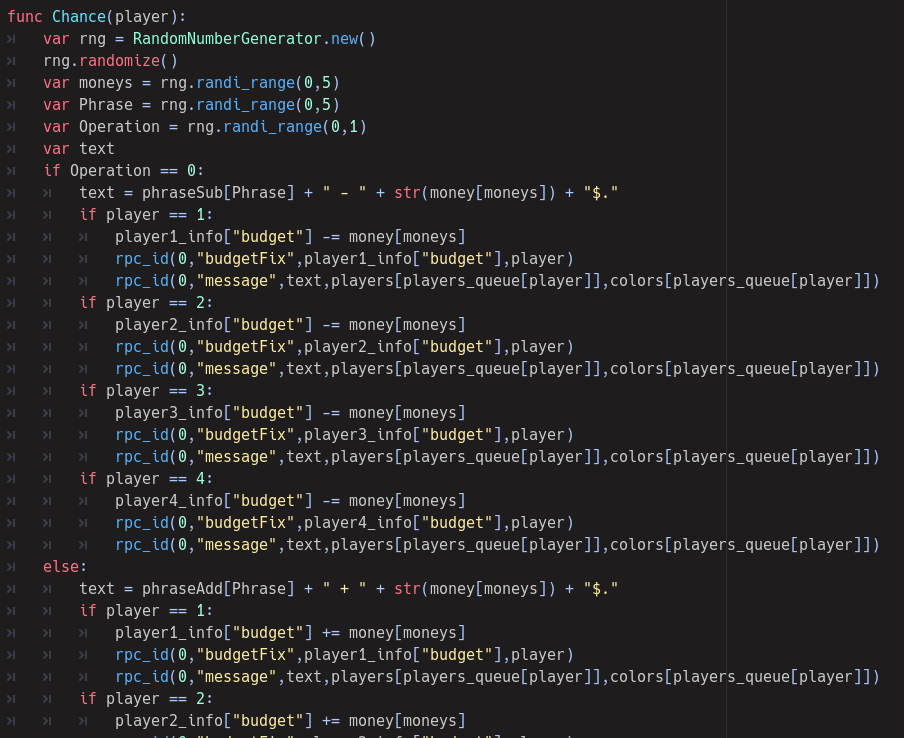 func Chance(player):
var rng = RandomNumberGenerator.new()
rng.randomize()
var moneys = rng.randi_range(0,5)
var Phrase = rng.randi_range(0,5)
var Operation = rng.randi_range(0,1)
var text
if Operation == 0:
text = phraseSub[Phrase] + " - " + str(money[moneys]) + "$."
if player == 1:
player1_info["budget"] -= money[moneys]
rpc_id(0,"budgetFix",player1_info["budget"],player)
rpc_id(0,"message",text,players[players_queue[player]],colors[players_queue[player]])
if player == 2:
player2_info["budget"] -= money[moneys]
rpc_id(0,"budgetFix",player2_info["budget"],player)
rpc_id(0,"message",text,players[players_queue[player]],colors[players_queue[player]])
if player == 3:
player3_info["budget"] -= money[moneys]
rpc_id(0,"budgetFix",player3_info["budget"],player)
rpc_id(0,"message",text,players[players_queue[player]],colors[players_queue[player]])
if player == 4:
player4_info["budget"] -= money[moneys]
rpc_id(0,"budgetFix",player4_info["budget"],player)
rpc_id(0,"message",text,players[players_queue[player]],colors[players_queue[player]])
else:
text = phraseAdd[Phrase] + " + " + str(money[moneys]) + "$."
if player == 1:
player1_info["budget"] += money[moneys]
rpc_id(0,"budgetFix",player1_info["budget"],player)
rpc_id(0,"message",text,players[players_queue[player]],colors[players_queue[player]])
if player == 2:
player2_info["budget"] += money[moneys]